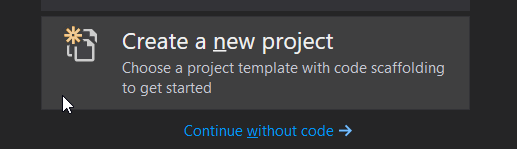 Create a new project
Choose a project template with code scaffolding
to get started
Continue without code →